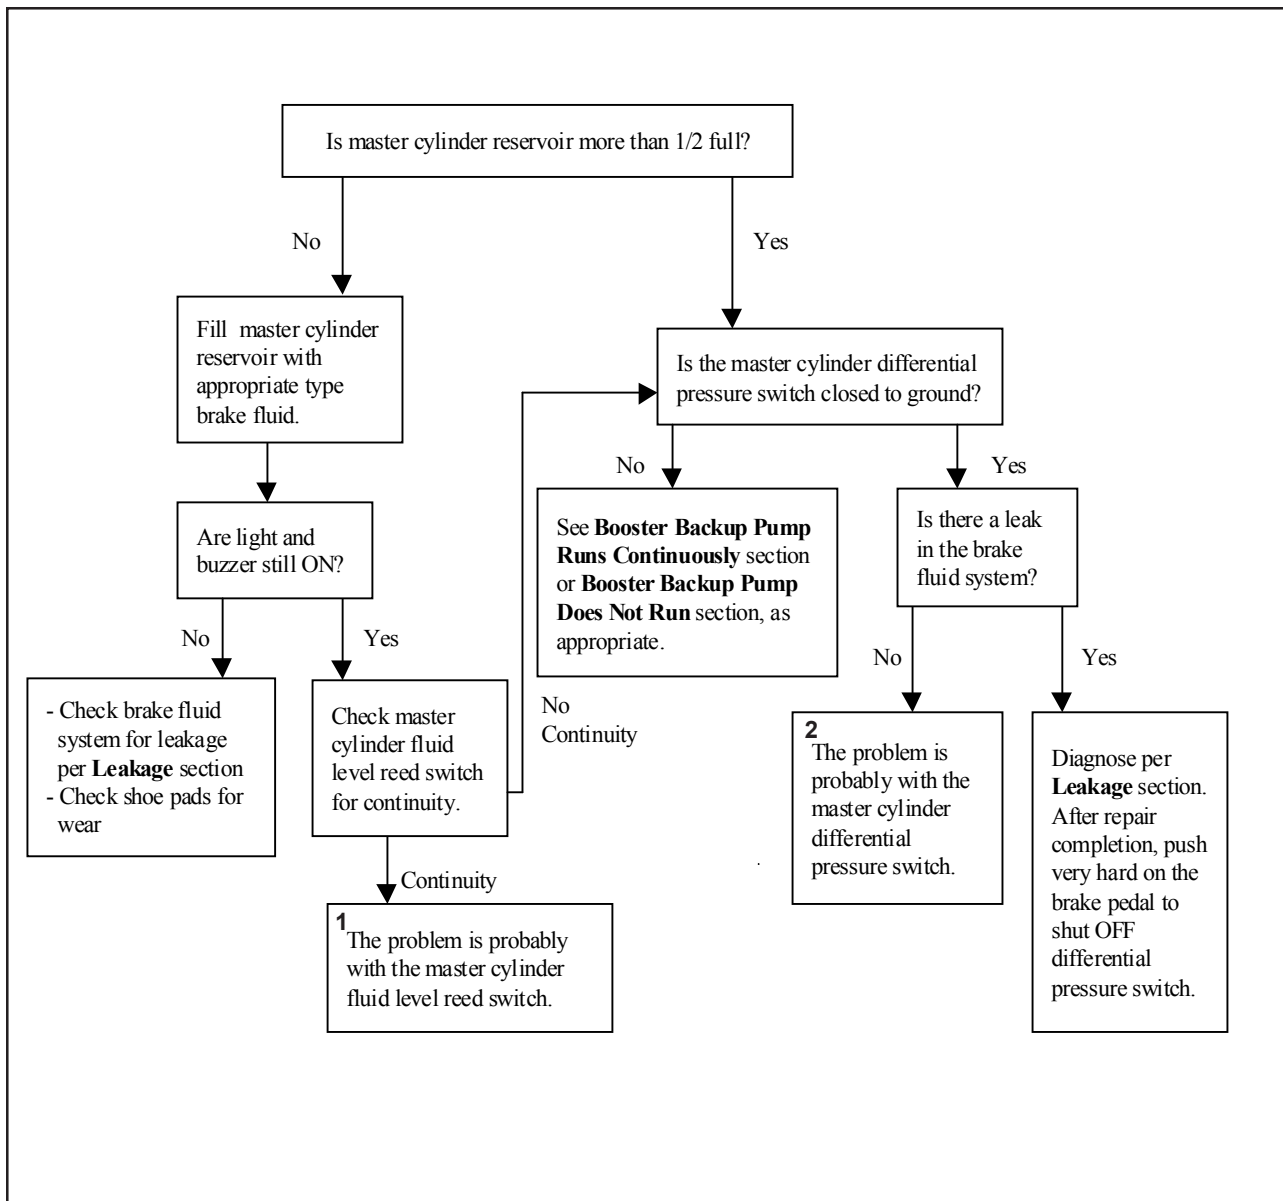 Is master cylinder reservoir more than 1/2 full?
No
Yes
Fill master cylinder
reservoir with
appropriate type
brake fluid.
Is the master cylinder differential
pressure switch closed to ground?
No
Yes
Are light and
buzzer still ON?
See Booster Backup Pump
Runs Continuously section
or Booster Backup Pump
Does Not Run section, as
appropriate.
Is there a leak
in the brake
fluid system?
No
Yes
No
Yes
- Check brake fluid
system for leakage
per Leakage section
- Check shoe pads for
wear
Check master
cylinder fluid
level reed switch
for continuity.
No
Continuity
2
The problem is
probably with the
master cylinder
differential
pressure switch.
Diagnose per
Leakage section.
After repair
completion, push
very hard on the
brake pedal to
shut OFF
differential
pressure switch.
Continuity
1
The problem is probably
with the master cylinder
fluid level reed switch.